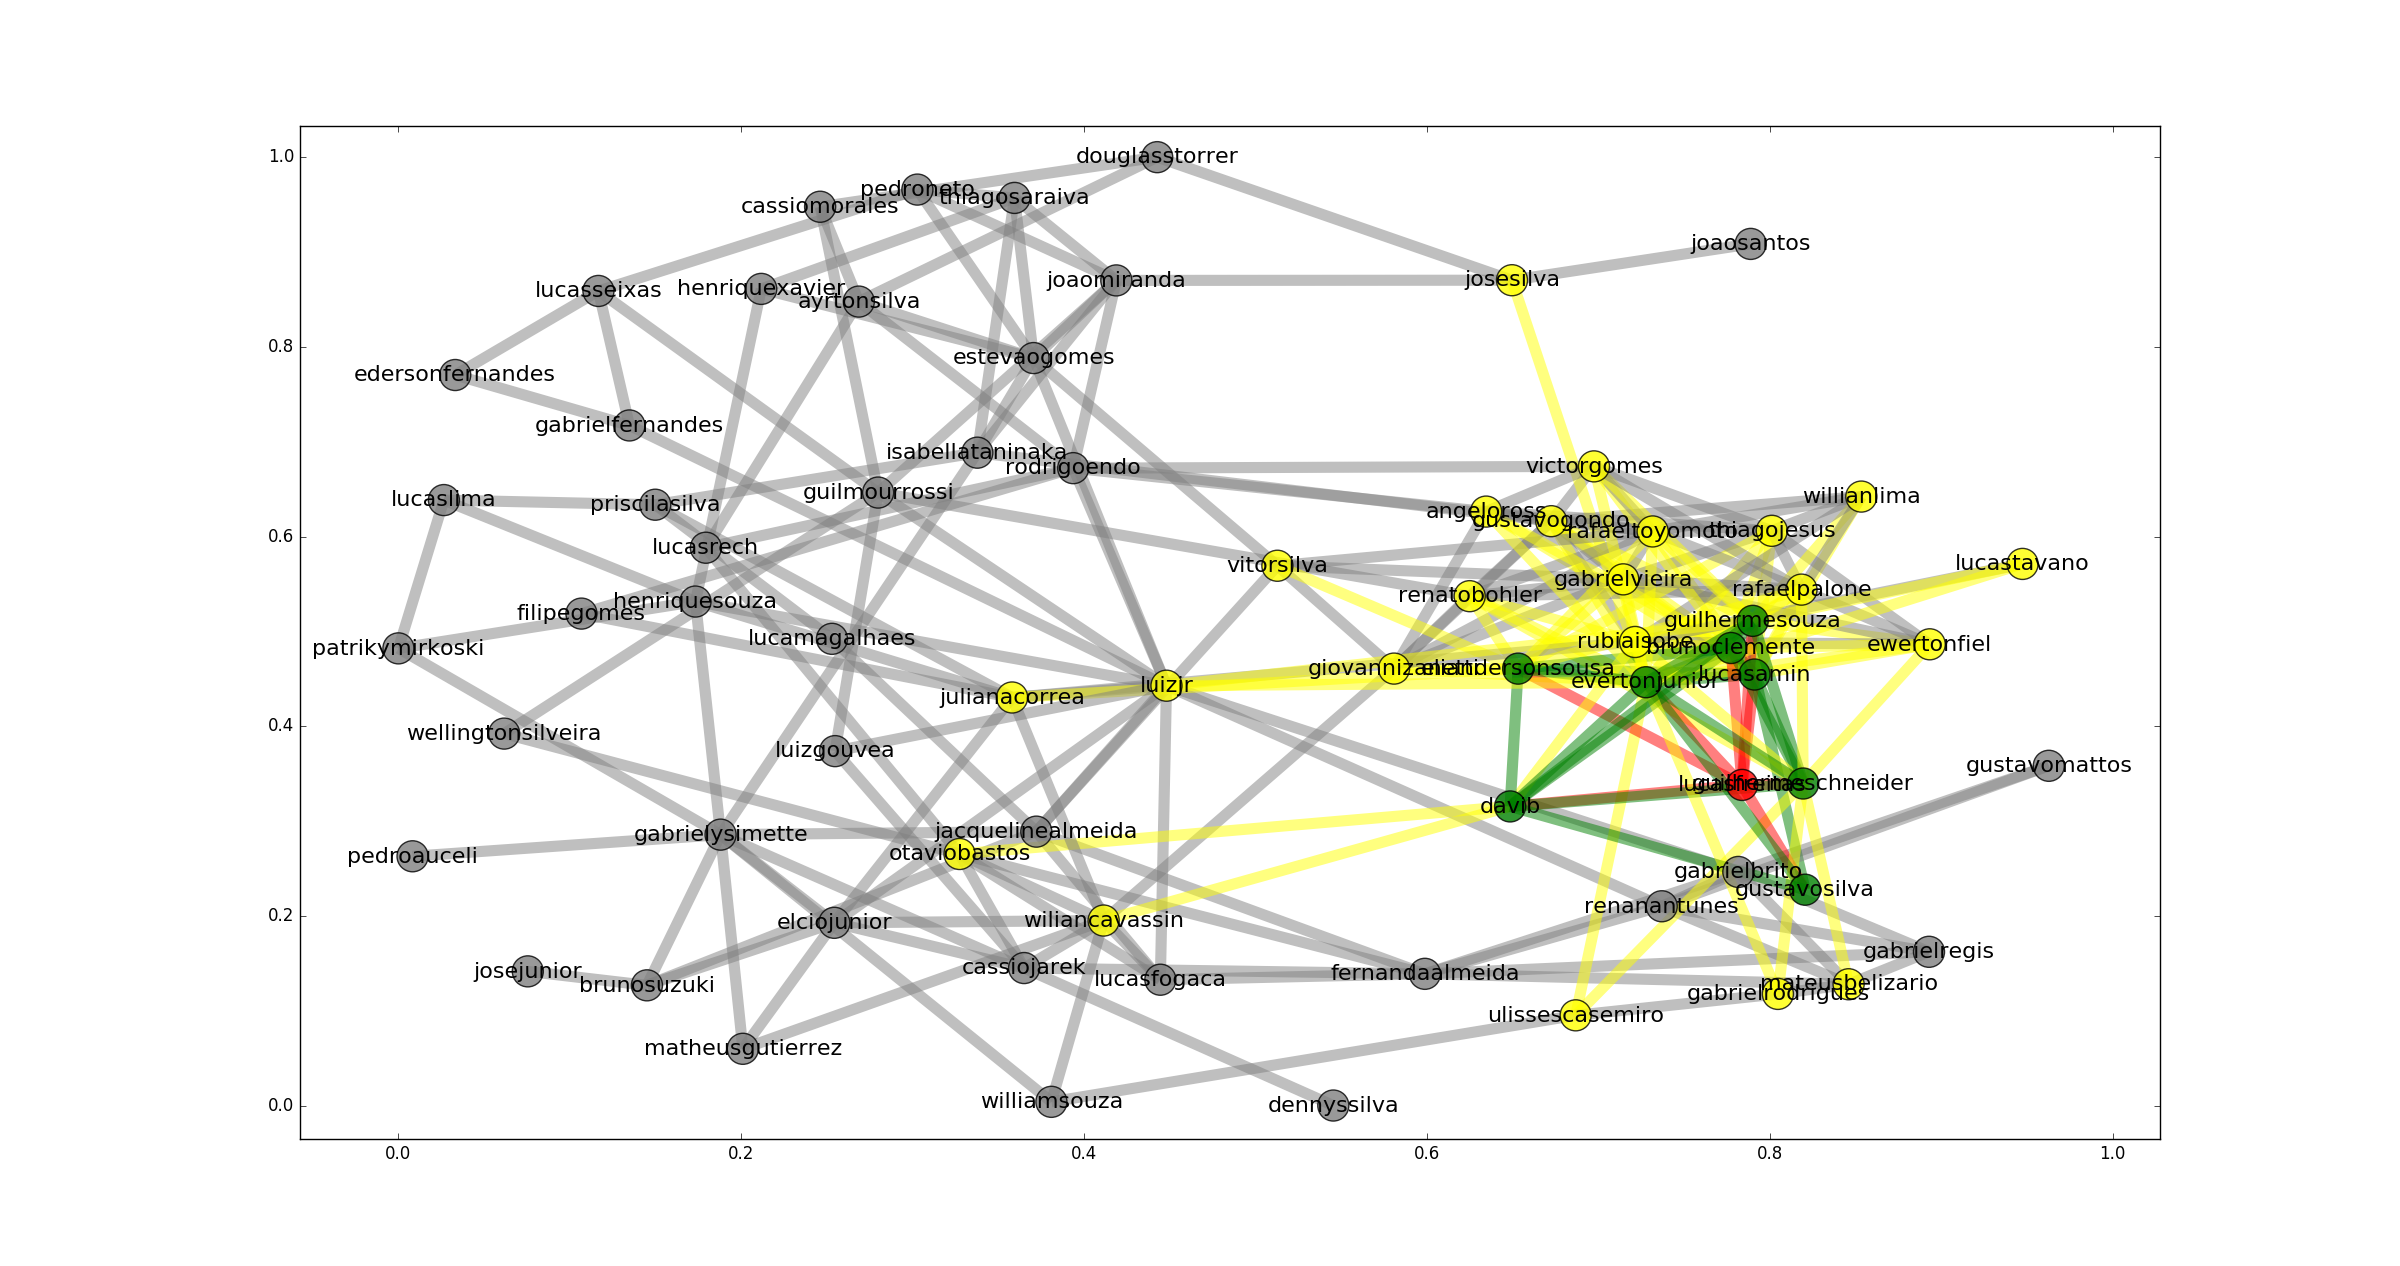 1.0
douglasstorrer
pedroneto
thiagosaraiva
cassiomorales
joaosantos
joaomiranda
josesilva
lucasseixas
henriquexavier
ayrtonsilva
0.8
estevaogomes
edersonfernandes
gabrielfernandes
isabellataninaka
rodrigoendo
victorgomes
guilmourrossi
lucaslima
priscilasilva
willianlima
angeloross
gustavogondo
rafaeltoyomoto
thiagojesus
0.6
lucasrech
vitorsilva
gabrielvieira
lucastavano
rafaelpalone
renatobohler
henriquesouza
filipegomes
guilhermesouza
lucamagalhaes
rubiaisobe
brunoclemente
ewertonfiel
patrikymirkoski
giovannizanetti
andersonsousa
lucasamin
evertonjunior
luizjr
julianacorrea
0.4
wellingtonsilveira
luizgouvea
gustavomattos
guilhermeschneider
davib
jacquelinealmeida
gabrielysimette
otaviobastos
pedroauceli
gabrielbrito
gustavosilva
0.2
renanantunes
elciojunior
wiliancavassin
gabrielregis
cassiojarek
josejunior
fernandaalmeida
lucasfogaca
brunosuzuki
mateusbelizario
gabrielrodrigues
ulissescasemiro
matheusgutierrez
williamsouza
dennyssilva
0.0
0.0 0.2 0.4 0.6 0.8 1.0